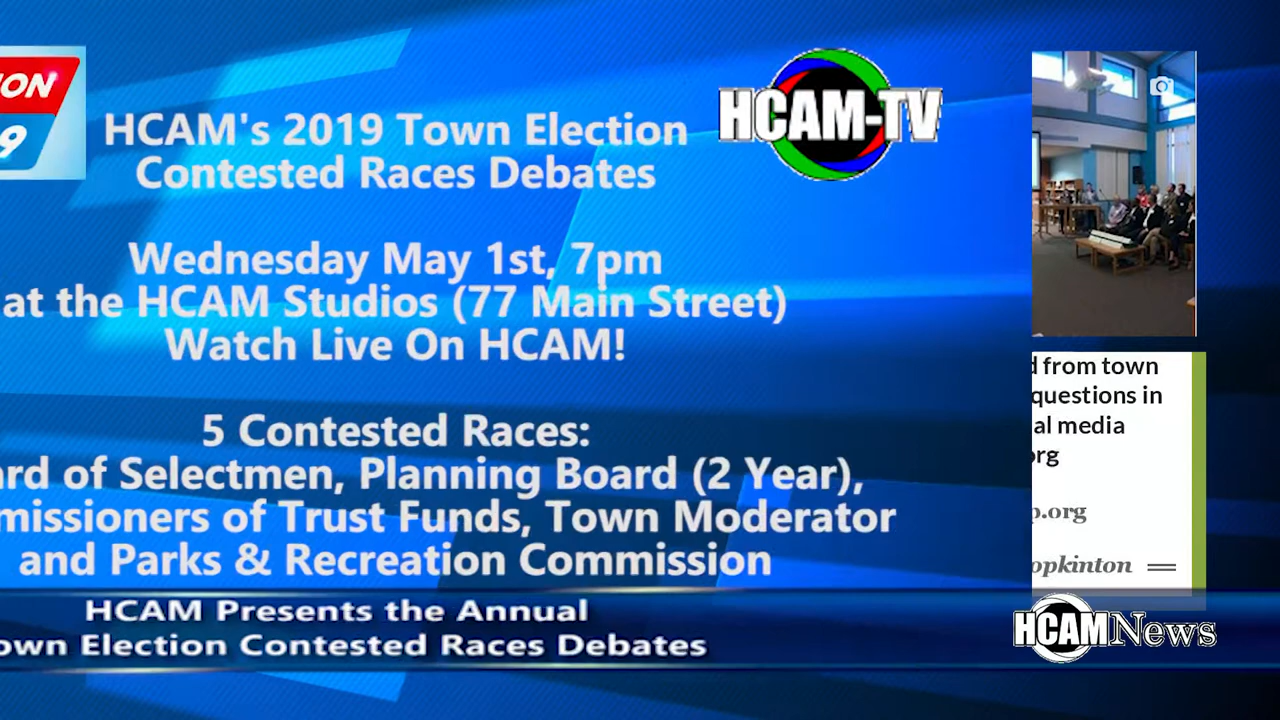 ION
9
HCAM-TV
HCAM's 2019 Town Election
Contested Races Debates
Wednesday May 1st, 7pm
at the HCAM Studios (77 Main Street)
Watch Live On HCAM!
5 Contested Races:
ard of Selectmen, Planning Board (2 Year),
missioners of Trust Funds, Town Moderator
and Parks & Recreation Commission
HCAM Presents the Annual
own Election Contested Races Debates
d from town
questions in
al media
org
p.org
opkinton
HCAMNews